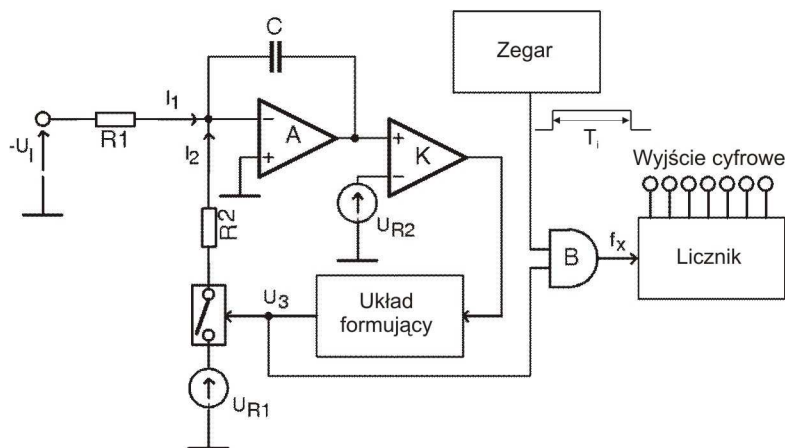 C
Zegar
I1
-UI
R1
I2
A
K
Ti
Wyjście cyfrowe
R2
UR2
B
fx
Licznik
U3
Układ
formujący
UR1